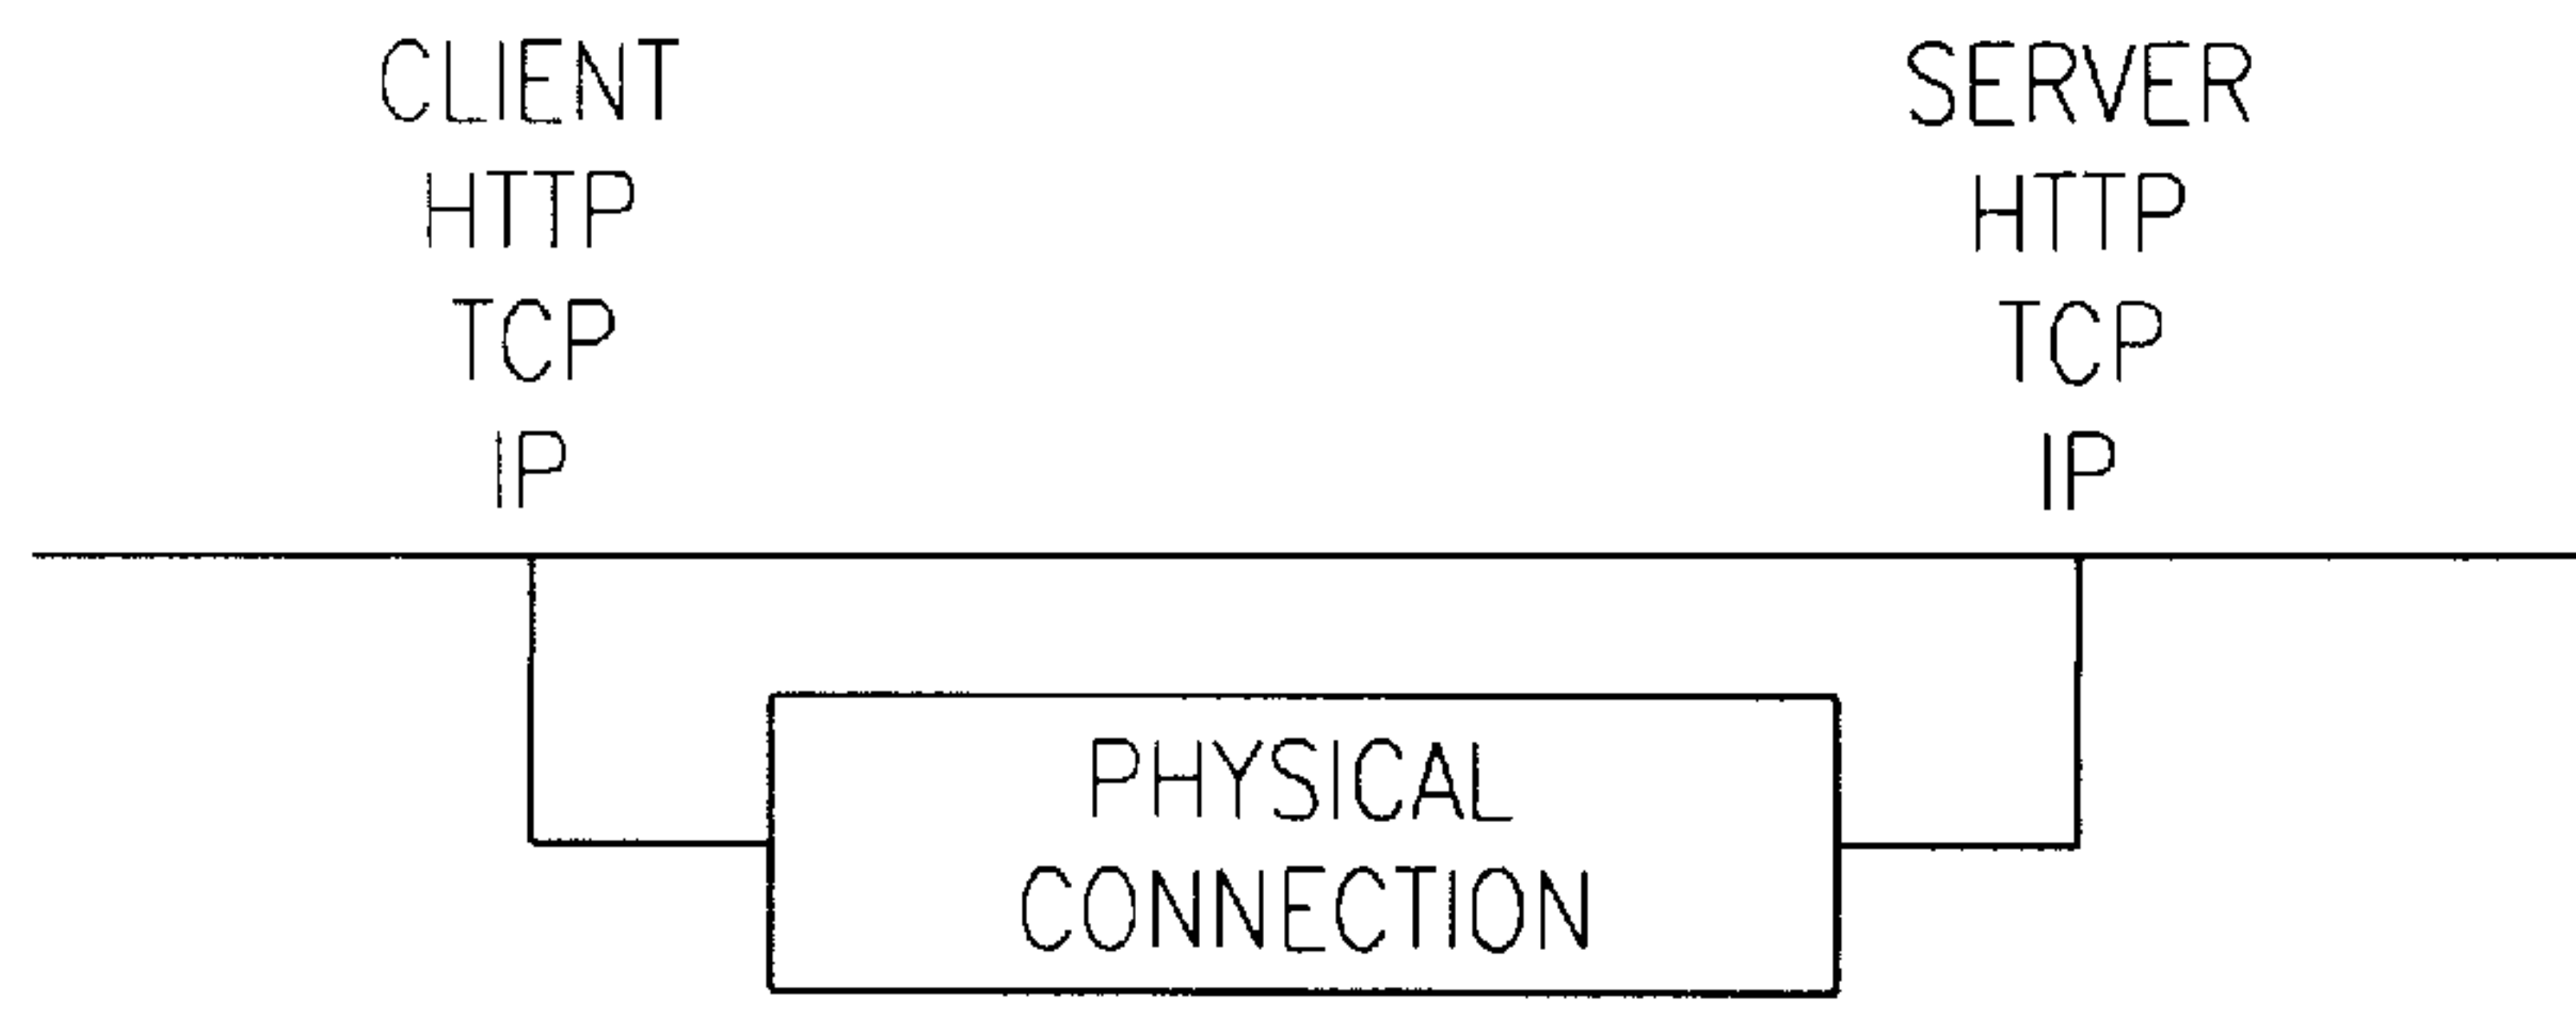 CLIENT
HTTP
TCP
IP
SERVER
HTTP
TCP
IP
PHYSICAL
CONNECTION